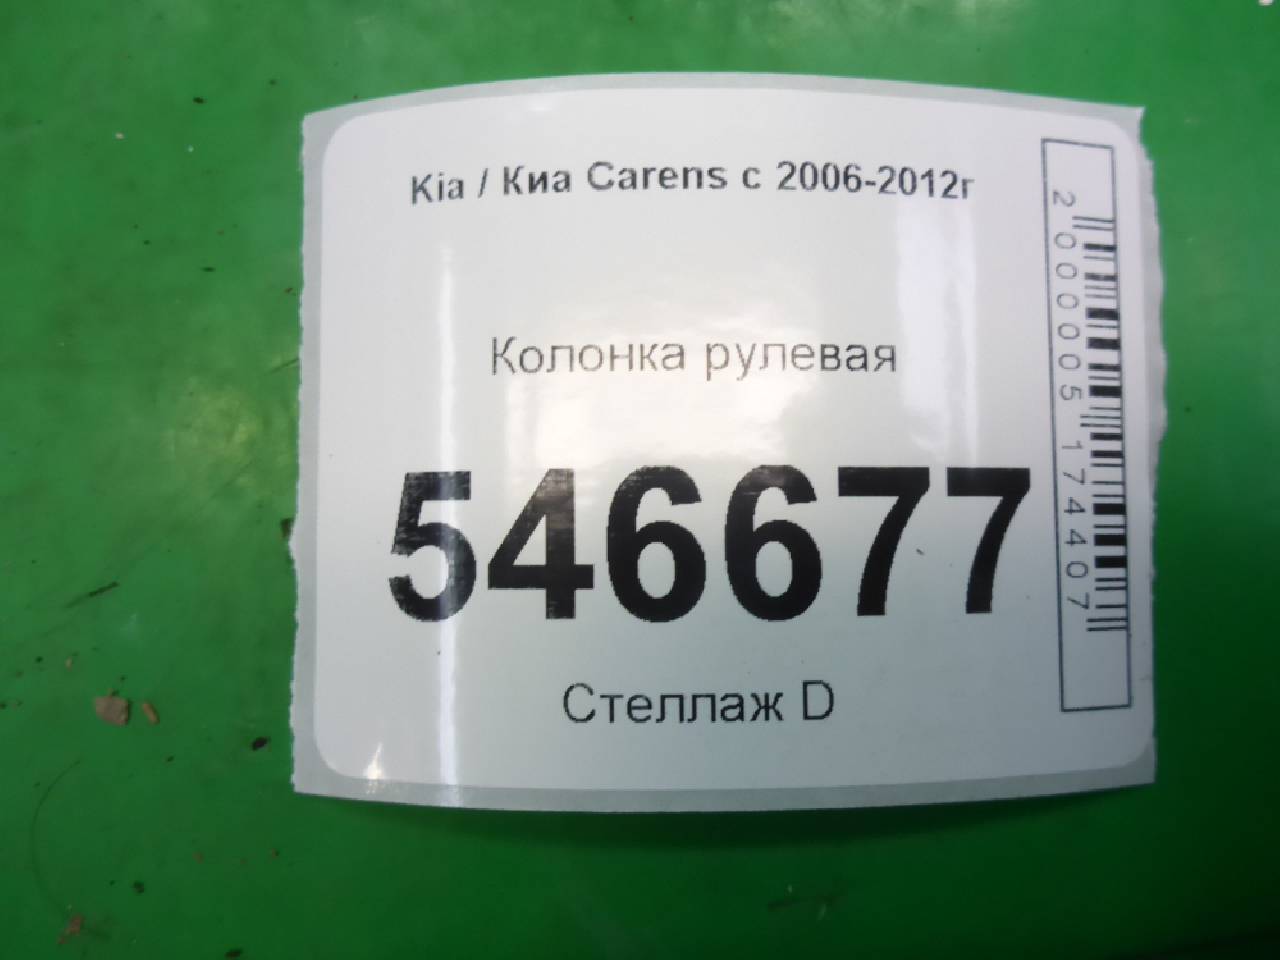 Kia / Киа Carens с 2006-2012г
Колонка рулевая
546677
Стеллаж D
2000005174407